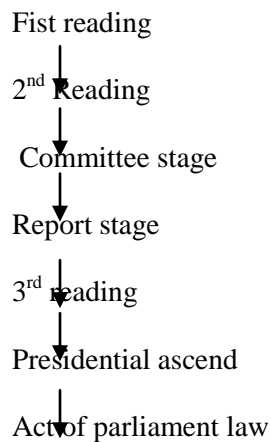 Fist reading
2nd Reading
Committee stage
Report stage
3rd reading
Presidential ascend
Act of parliament law